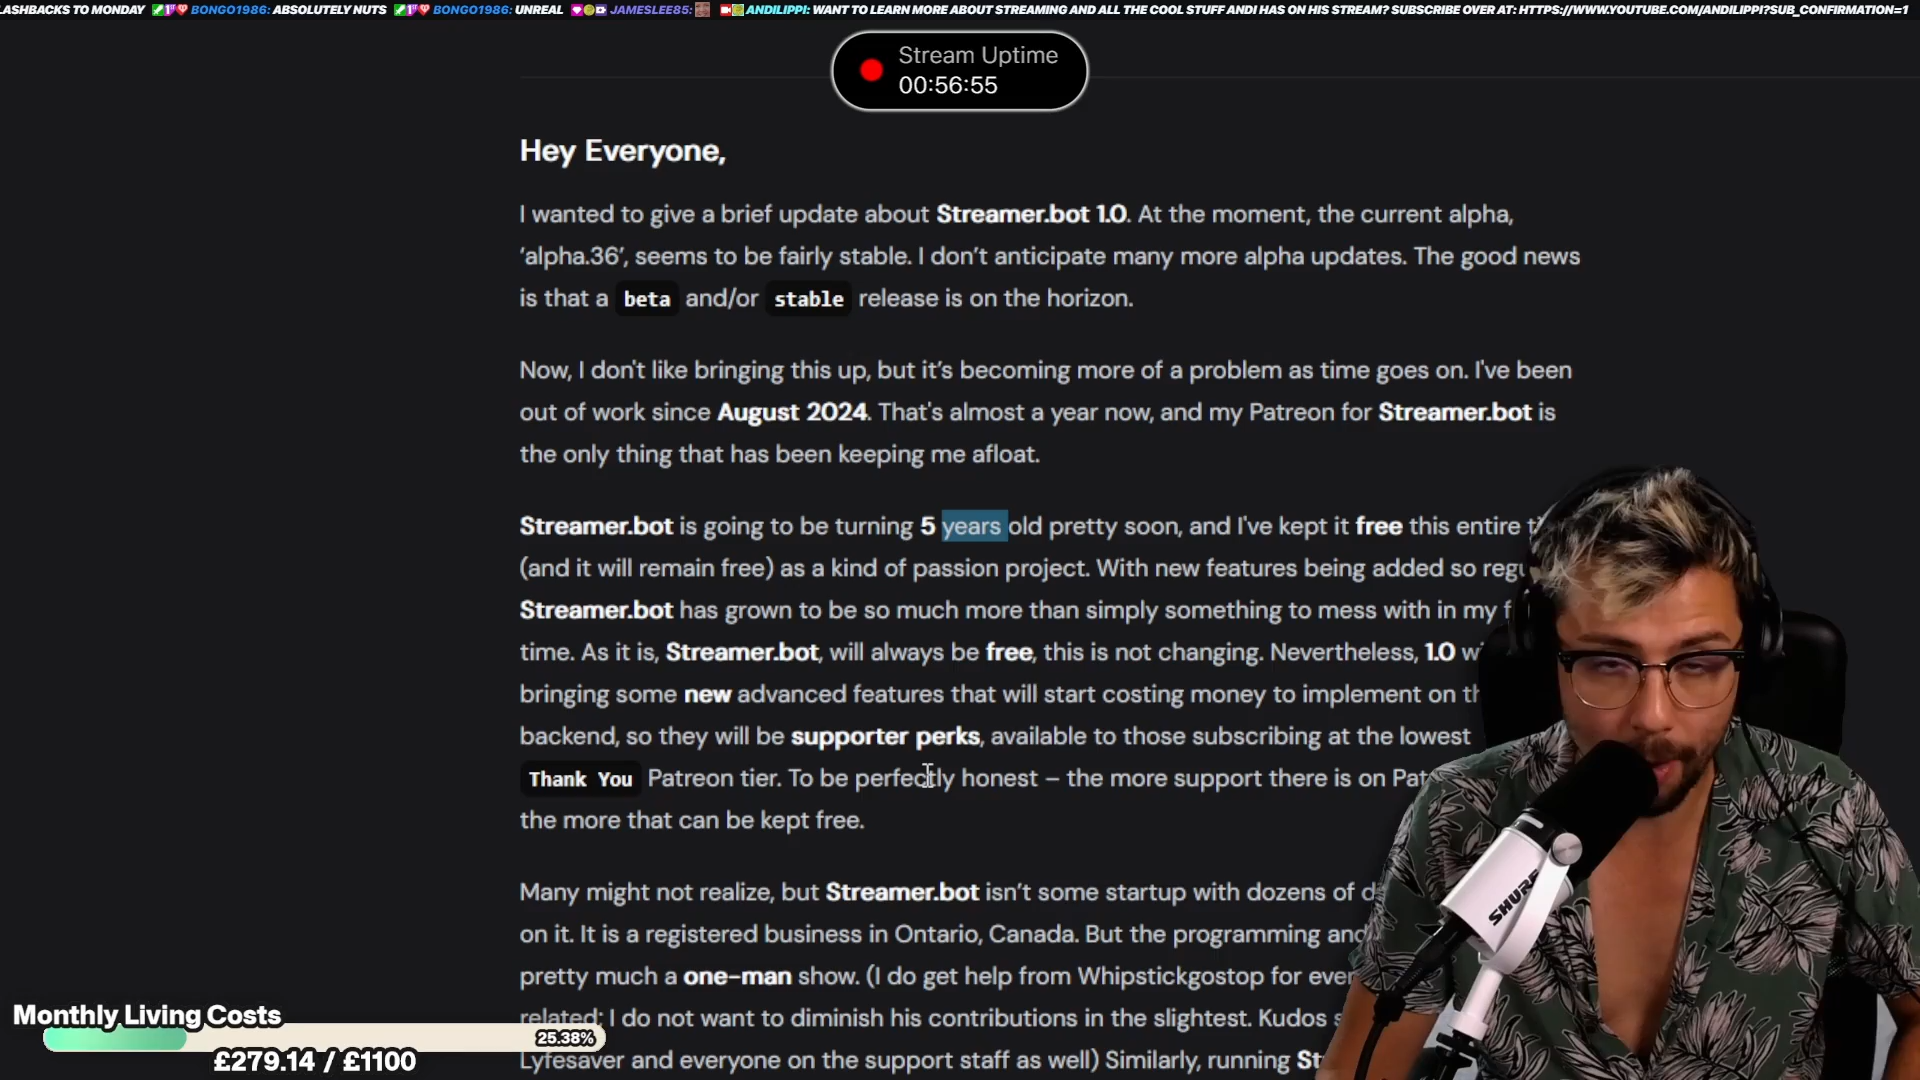 LASHBACKS TO MONDAY BONGO1986: ABSOLUTELY NUTS BONGO1986: UNREAL JAMESLEE85: ANDILIPPI: WANT TO LEARN MORE ABOUT STREAMING AND ALL THE COOL STUFF ANDI HAS ON HIS STREAM? SUBSCRIBE OVER AT: HTTPS://WWW.YOUTUBE.COM/ANDILIPPI?SUB_CONFIRMATION=1
Stream Uptime
00:56:55
Hey Everyone,
I wanted to give a brief update about Streamer.bot 1.0. At the moment, the current alpha,
‘alpha.36’, seems to be fairly stable. I don’t anticipate many more alpha updates. The good news
is that a beta and/or stable release is on the horizon.
Now, I don't like bringing this up, but it’s becoming more of a problem as time goes on. I've been
out of work since August 2024. That's almost a year now, and my Patreon for Streamer.bot is
the only thing that has been keeping me afloat.
Streamer.bot is going to be turning 5 years old pretty soon, and I've kept it free this entire
(and it will remain free) as a kind of passion project. With new features being added so
Streamer.bot has grown to be so much more than simply something to mess with in my
time. As it is, Streamer.bot, will always be free, this is not changing. Nevertheless, 1.0
bringing some new advanced features that will start costing money to implement on
backend, so they will be supporter perks, available to those subscribing at the lowest
Thank You Patreon tier. To be perfectly honest – the more support there is on
the more that can be kept free.
Many might not realize, but Streamer.bot isn’t some startup with dozens of
on it. It is a registered business in Ontario, Canada. But the programming and
pretty much a one-man show. (I do get help from Whipstickgostop for
related; I do not want to diminish his contributions in the slightest. Kudos
Lyfesaver and everyone on the support staff as well) Similarly, running
Monthly Living Costs
25.38%
£279.14 / £1100
SHURE